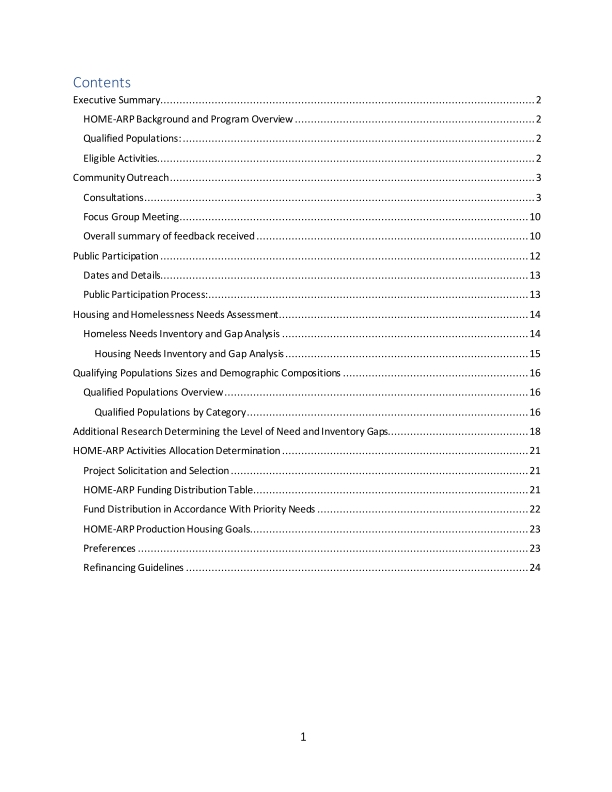 Contents
Executive Summary 2
HOME-ARP Background and Program Overview 2
Qualified Populations: 2
Eligible Activities 2
Community Outreach 3
Consultations 3
Focus Group Meeting 10
Overall summary of feedback received 10
Public Participation 12
Dates and Details 13
Public Participation Process: 13
Housing and Homelessness Needs Assessment 14
Homeless Needs Inventory and Gap Analysis 14
Housing Needs Inventory and Gap Analysis 15
Qualifying Populations Sizes and Demographic Compositions 16
Qualified Populations Overview 16
Qualified Populations by Category 16
Additional Research Determining the Level of Need and Inventory Gaps 18
HOME-ARP Activities Allocation Determination 21
Project Solicitation and Selection 21
HOME-ARP Funding Distribution Table 21
Fund Distribution in Accordance With Priority Needs 22
HOME-ARP Production Housing Goals 23
Preferences 23
Refinancing Guidelines 24
1